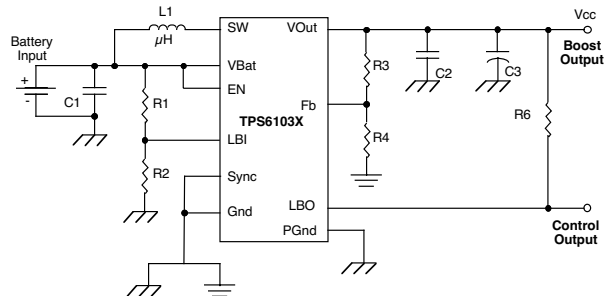 L1
µH
Battery
Input
+
-
C1
R1
R2
SW
VBat
EN
LBI
Sync
Gnd
TPS6103X
VOut
Fb
LBO
PGnd
R3
R4
C2
C3
R6
Vcc
Boost
Output
Control
Output